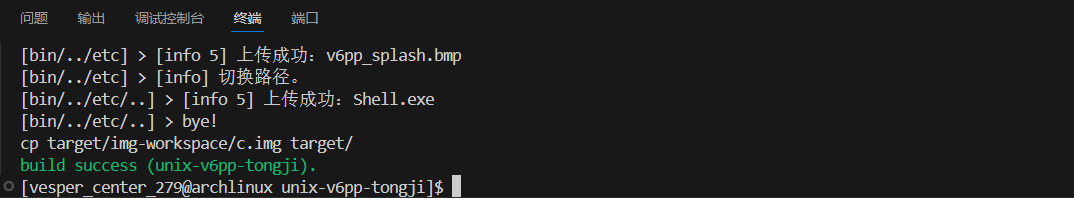 问题 输出 调试控制台 终端 端口
[bin/../etc] > [info 5] 上传成功: v6pp_splash.bmp
[bin/../etc] > [info] 切换路径。
[bin/../etc/..] > [info 5] 上传成功: Shell.exe
[bin/../etc/..] > bye!
cp target/img-workspace/c.img target/
build success (unix-v6pp-tongji).
[vesper_center_279@archlinux unix-v6pp-tongji]$